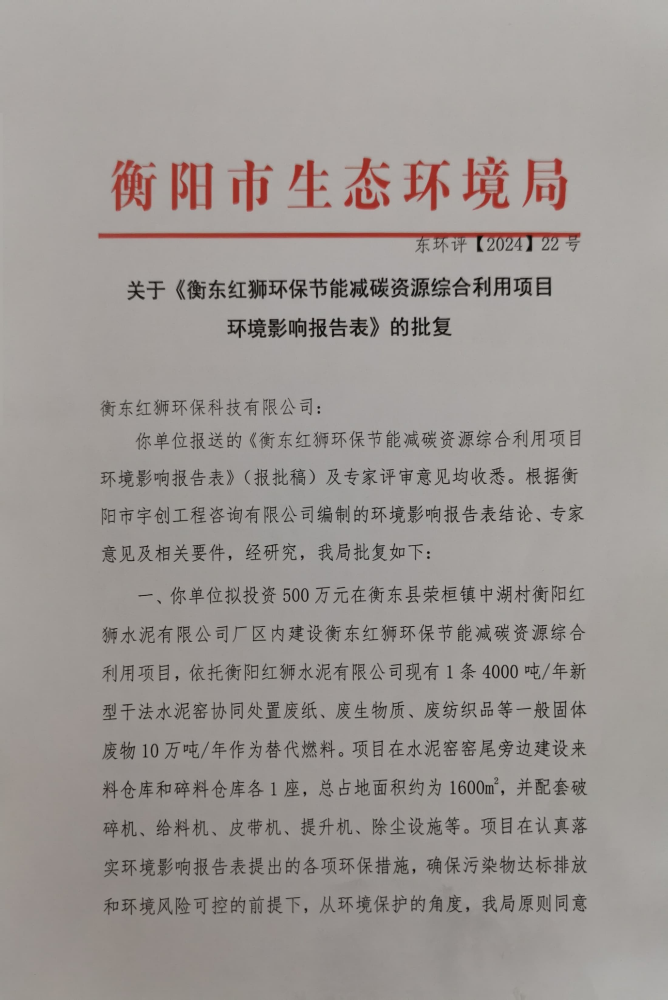 衡阳市生态环境局
东环评【2024】22号
关于《衡东红狮环保节能减碳资源综合利用项目
环境影响报告表》的批复
衡东红狮环保科技有限公司：
你单位报送的《衡东红狮环保节能减碳资源综合利用项目
环境影响报告表》（报批稿）及专家评审意见均收悉。根据衡
阳市宇创工程咨询有限公司编制的环境影响报告表结论、专家
意见及相关要件，经研究，我局批复如下：
一、你单位拟投资500万元在衡东县荣桓镇中湖村衡阳红
狮水泥有限公司厂区内建设衡东红狮环保节能减碳资源综合
利用项目，依托衡阳红狮水泥有限公司现有1条4000吨/年新
型干法水泥窑协同处置废纸、废生物质、废纺织品等一般固体
废物10万吨/年作为替代燃料。项目在水泥窑窑尾旁边建设来
料仓库和碎料仓库各1座，总占地面积约为1600m²，并配套破
碎机、给料机、皮带机、提升机、除尘设施等。项目在认真落
实环境影响报告表提出的各项环保措施，确保污染物达标排放
和环境风险可控的前提下，从环境保护的角度，我局原则同意